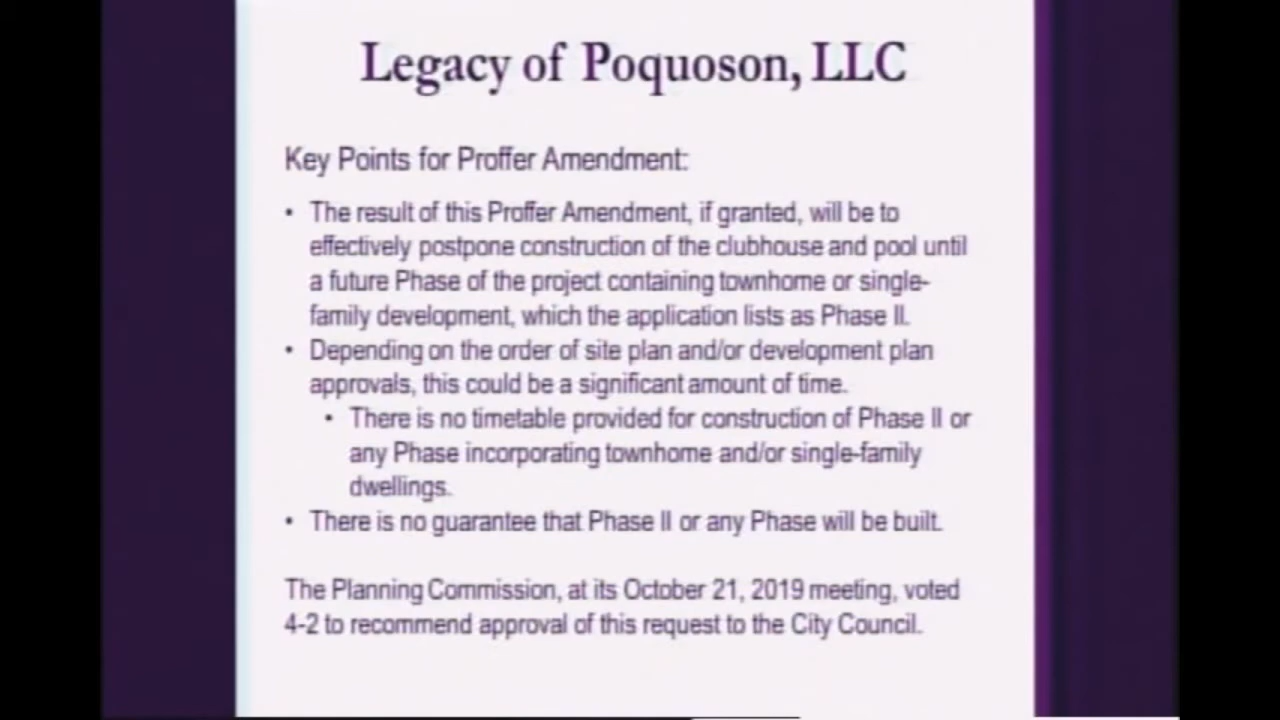 Legacy of Poquoson, LLC
Key Points for Proffer Amendment:
• The result of this Proffer Amendment, if granted, will be to
effectively postpone construction of the clubhouse and pool until
a future Phase of the project containing townhome or single-
family development, which the application lists as Phase II.
• Depending on the order of site plan and/or development plan
approvals, this could be a significant amount of time.
• There is no timetable provided for construction of Phase II or
any Phase incorporating townhome and/or single-family
dwellings.
• There is no guarantee that Phase II or any Phase will be built.
The Planning Commission, at its October 21, 2019 meeting, voted
4-2 to recommend approval of this request to the City Council.